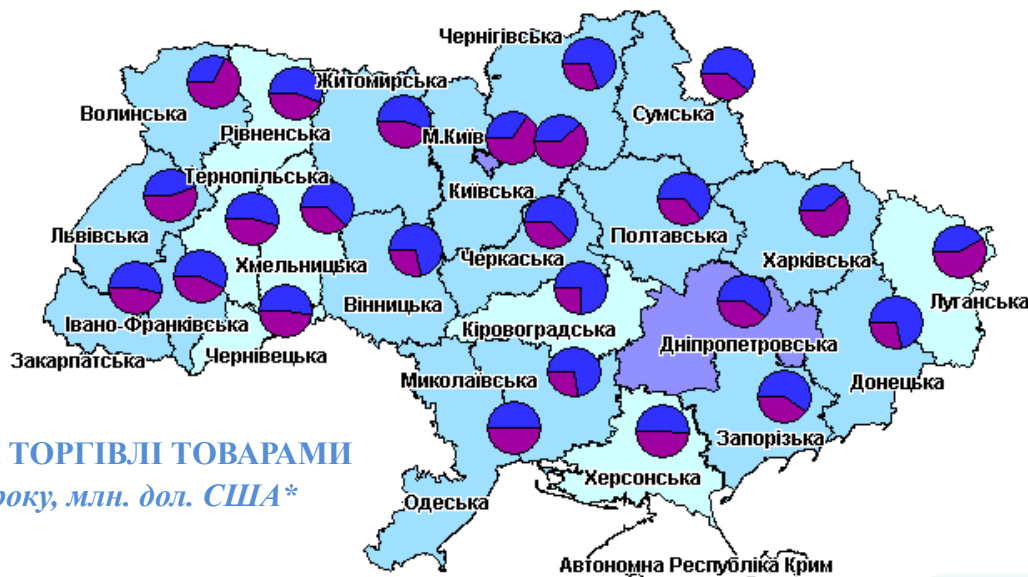 Чернігівська
Житомирська
Волинська
Сумська
Рівненська
М.Київ
Тернопільська
Київська
Львівська
Полтавська
Харківська
Хмельницька
Черкаська
Вінницька
Луганська
Івано-Франківська
Кіровоградська
Чернівецька
Дніпропетровська
Закарпатська
Миколаївська
Донецька
Запорізька
ТОРГІВЛІ ТОВАРАМИ
Херсонська
року, млн. дол. США*
Одеська
Автономна Республіка Крим